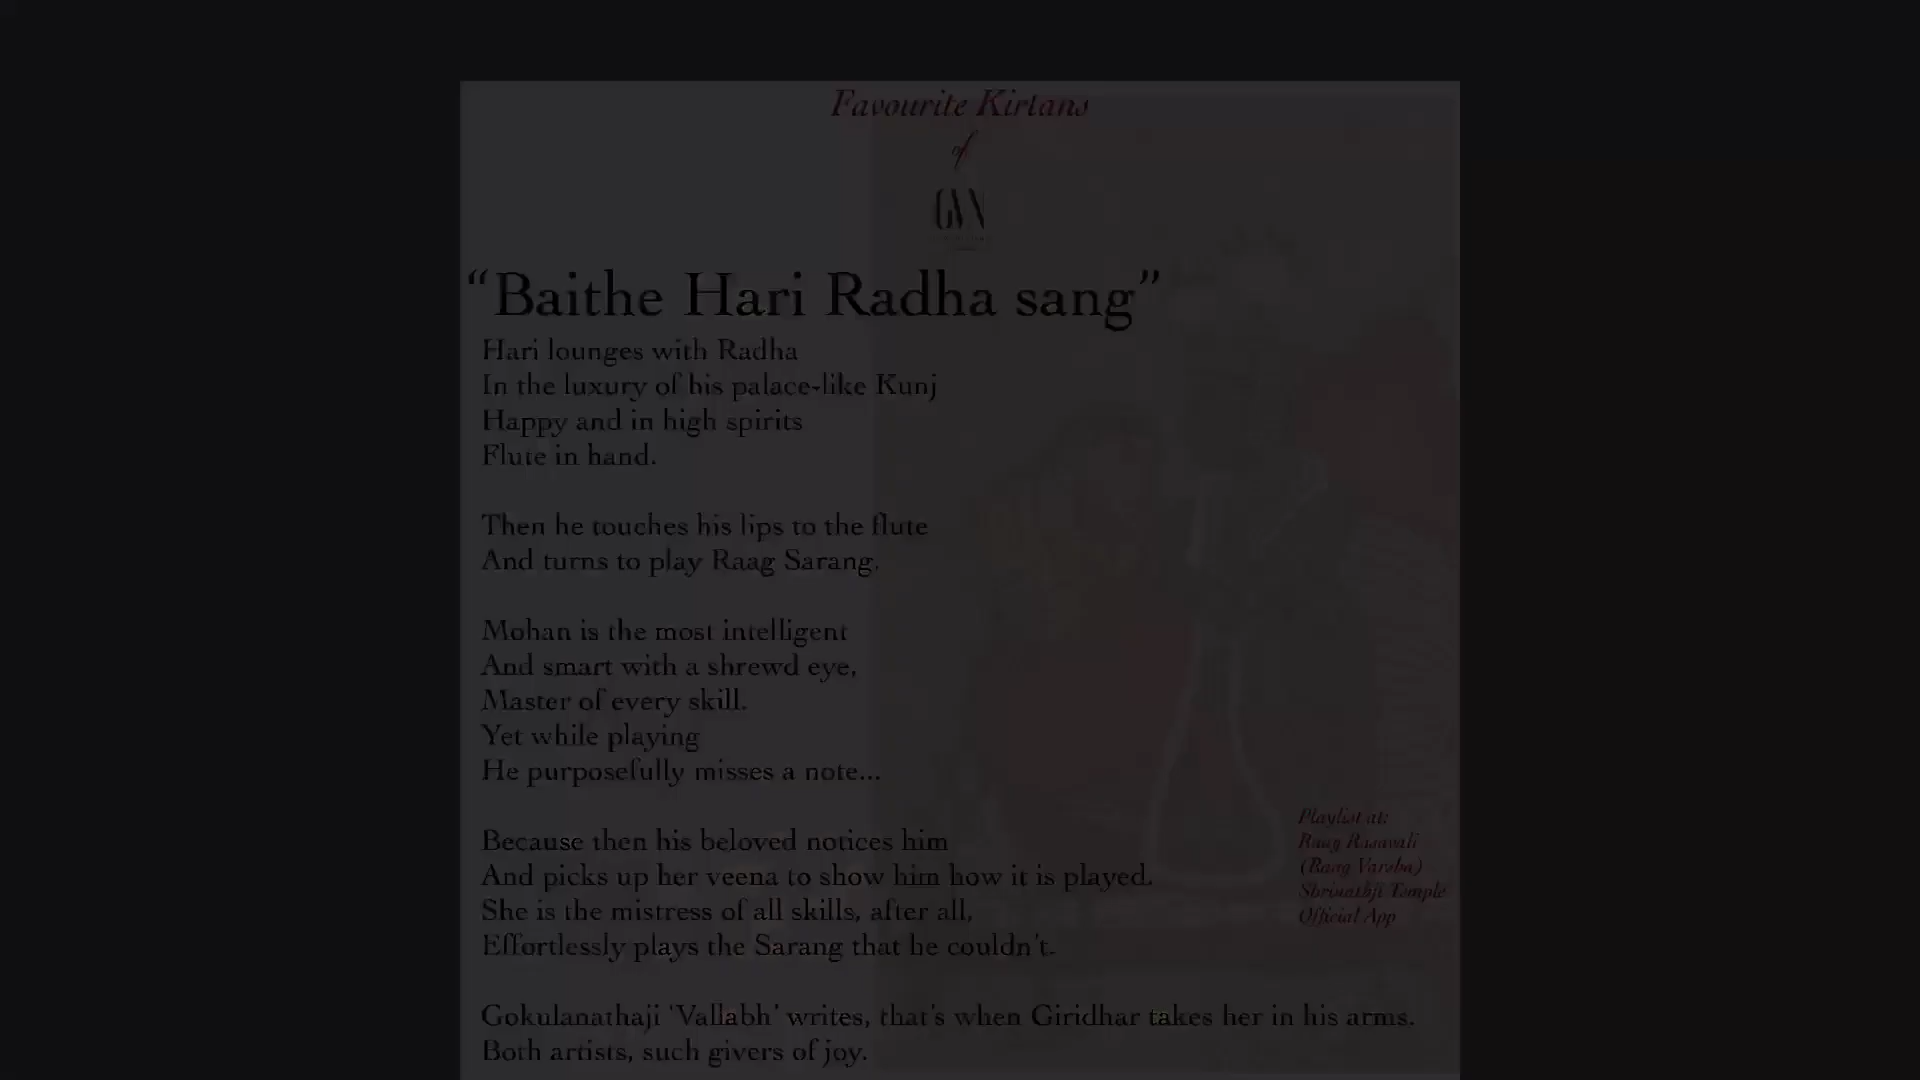 Favourite Kirtans
of
“Baithe Hari Radha sang”
Hari lounges with Radha
In the luxury of his palace-like Kunj
Happy and in high spirits
Flute in hand.
Then he touches his lips to the flute
And turns to play Raag Sarang.
Mohan is the most intelligent
And smart with a shrewd eye,
Master of every skill.
Yet while playing
He purposefully misses a note...
Because then his beloved notices him
And picks up her veena to show him how it is played.
She is the mistress of all skills, after all,
Effortlessly plays the Sarang that he couldn't.
Gokulanathaji 'Vallabh' writes, that's when Giridhar takes her in his arms.
Both artists, such givers of joy.
Playlist at:
Raag Rasavali
(Raag Varsha)
Shrinathji Temple
Official App